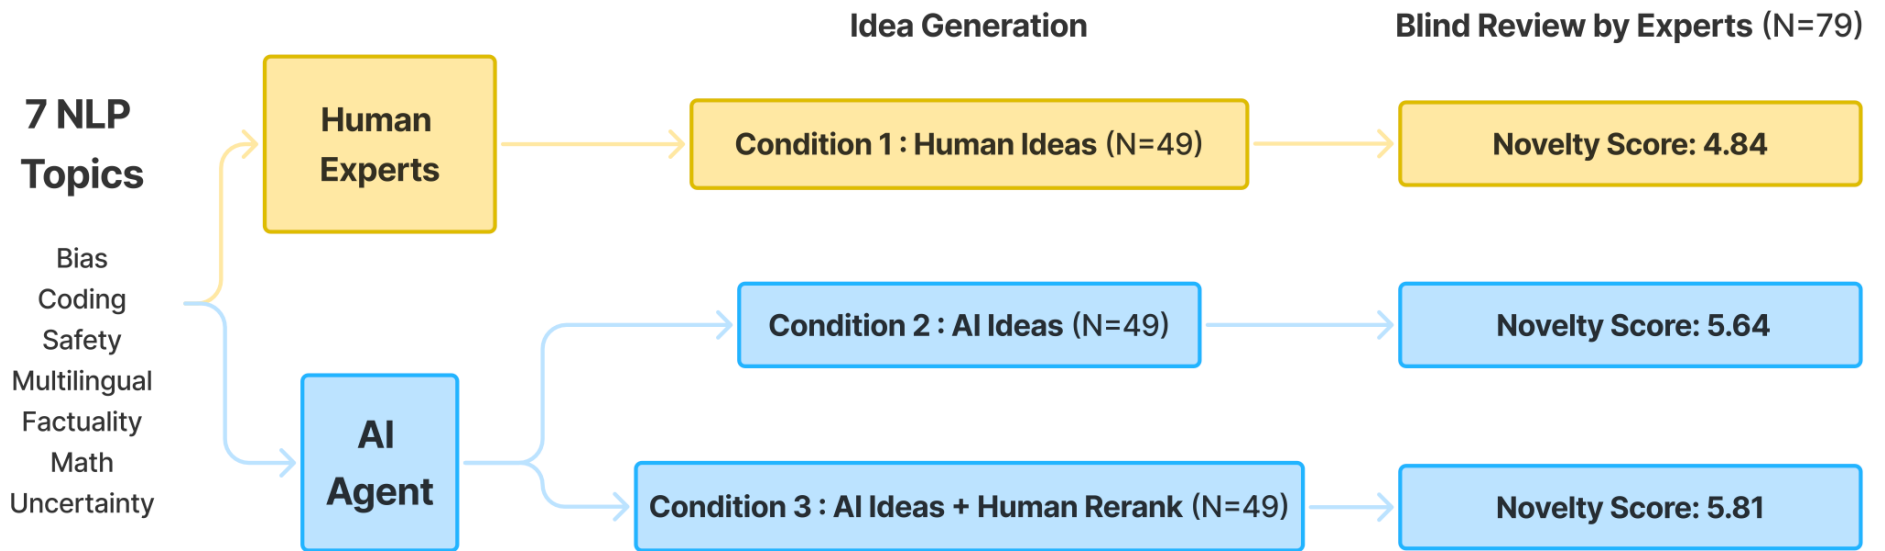 Idea Generation
Blind Review by Experts (N=79)
7 NLP
Topics
Bias
Coding
Safety
Multilingual
Factuality
Math
Uncertainty
Human
Experts
Condition 1 : Human Ideas (N=49)
Novelty Score: 4.84
AI
Agent
Condition 2 : AI Ideas (N=49)
Novelty Score: 5.64
Condition 3 : AI Ideas + Human Rerank (N=49)
Novelty Score: 5.81